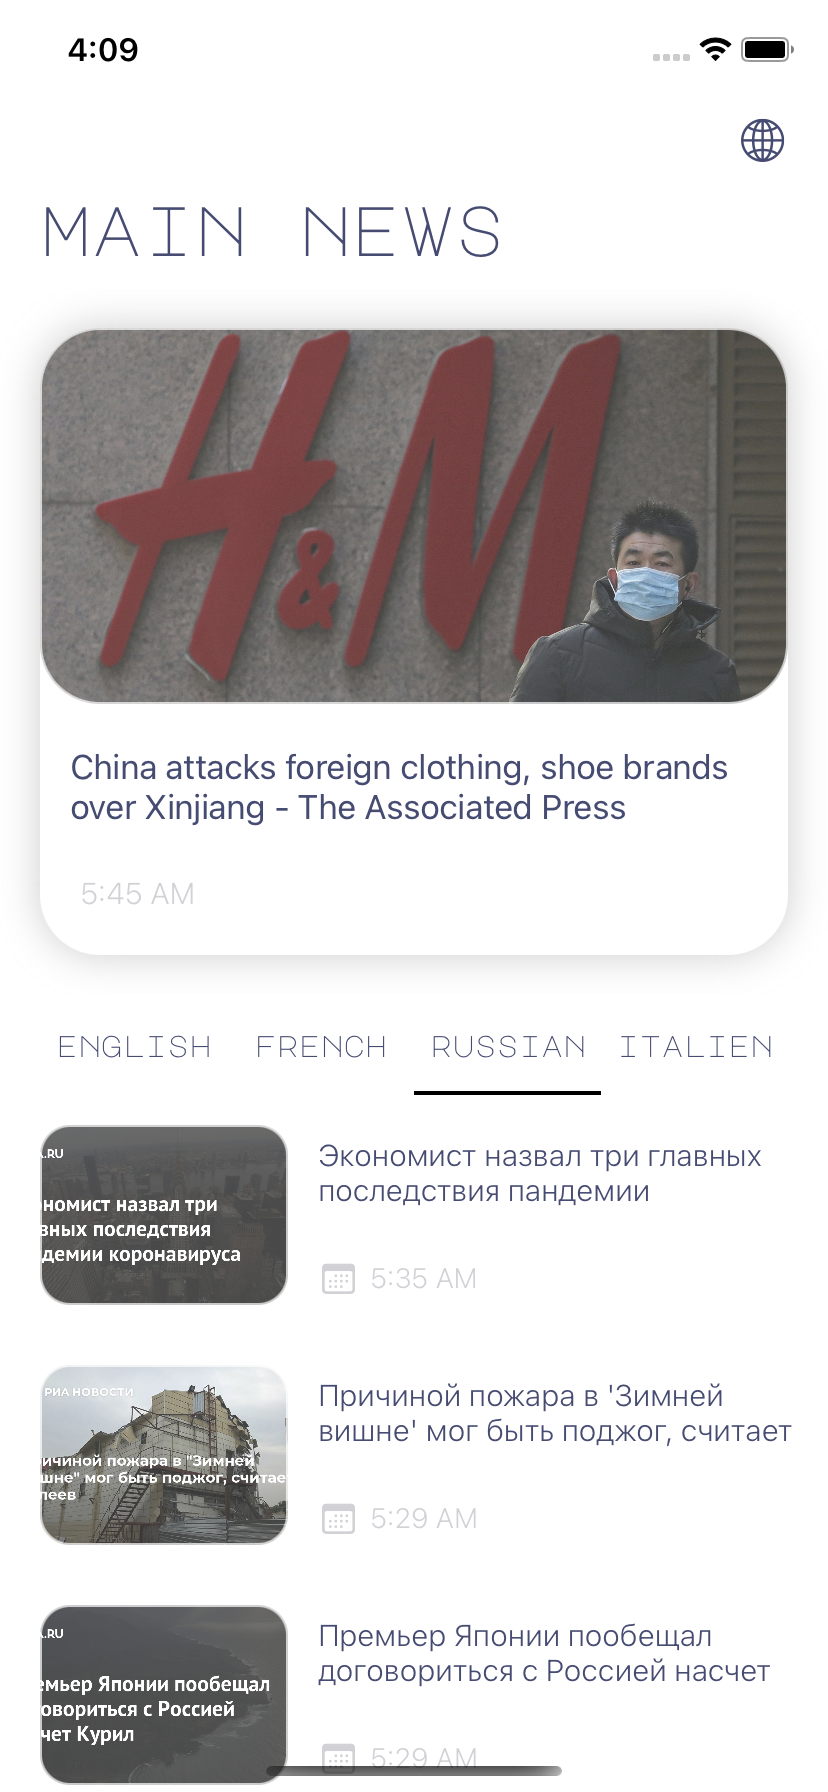 4:09
MAIN NEWS
H&M
China attacks foreign clothing, shoe brands
over Xinjiang - The Associated Press
5:45 AM
ENGLISH FRENCH RUSSIAN ITALIEN
.RU
номист назвал три
вных последствия
демии коронавируса
Экономист назвал три главных
последствия пандемии
5:35 AM
РИА НОВОСТИ
ичиной пожара в "Зимней
шне" мог быть поджог, считае
леев
Причиной пожара в 'Зимней
вишне' мог быть поджог, считает
5:29 AM
.RU
емьер Японии пообещал
овориться с Россией
чет Курил
Премьер Японии пообещал
договориться с Россией насчет
5:29 AM